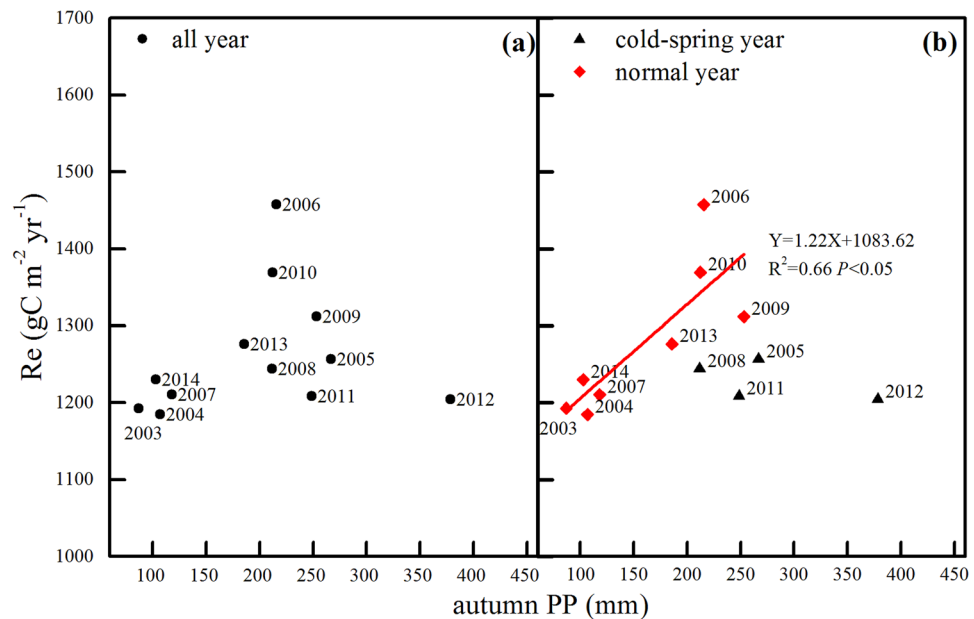 1700
1600
1500
1400
1300
1200
1100
1000
Re (gC m⁻² yr⁻¹)
all year
(a)
2006
2010
2009
2013
2005
2008
2014
2007
2011
2012
2004
2003
100 150 200 250 300 350 400 450
cold-spring year
normal year
(b)
2006
Y=1.22X+1083.62
R²=0.66 P<0.05
2010
2009
2013
2005
2008
2014
2007
2011
2012
2004
2003
100 150 200 250 300 350 400 450
autumn PP (mm)